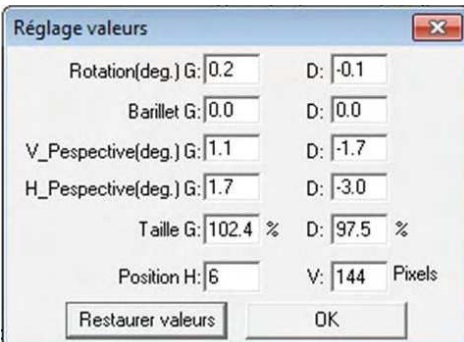 Réglage valeurs
Rotation(deg.) G: 0.2 D: -0.1
Barillet G: 0.0 D: 0.0
V_Pespective(deg.) G: 1.1 D: -1.7
H_Pespective(deg.) G: 1.7 D: -3.0
Taille G: 102.4 % D: 97.5 %
Position H: 6 V: 144 Pixels
Restaurer valeurs OK